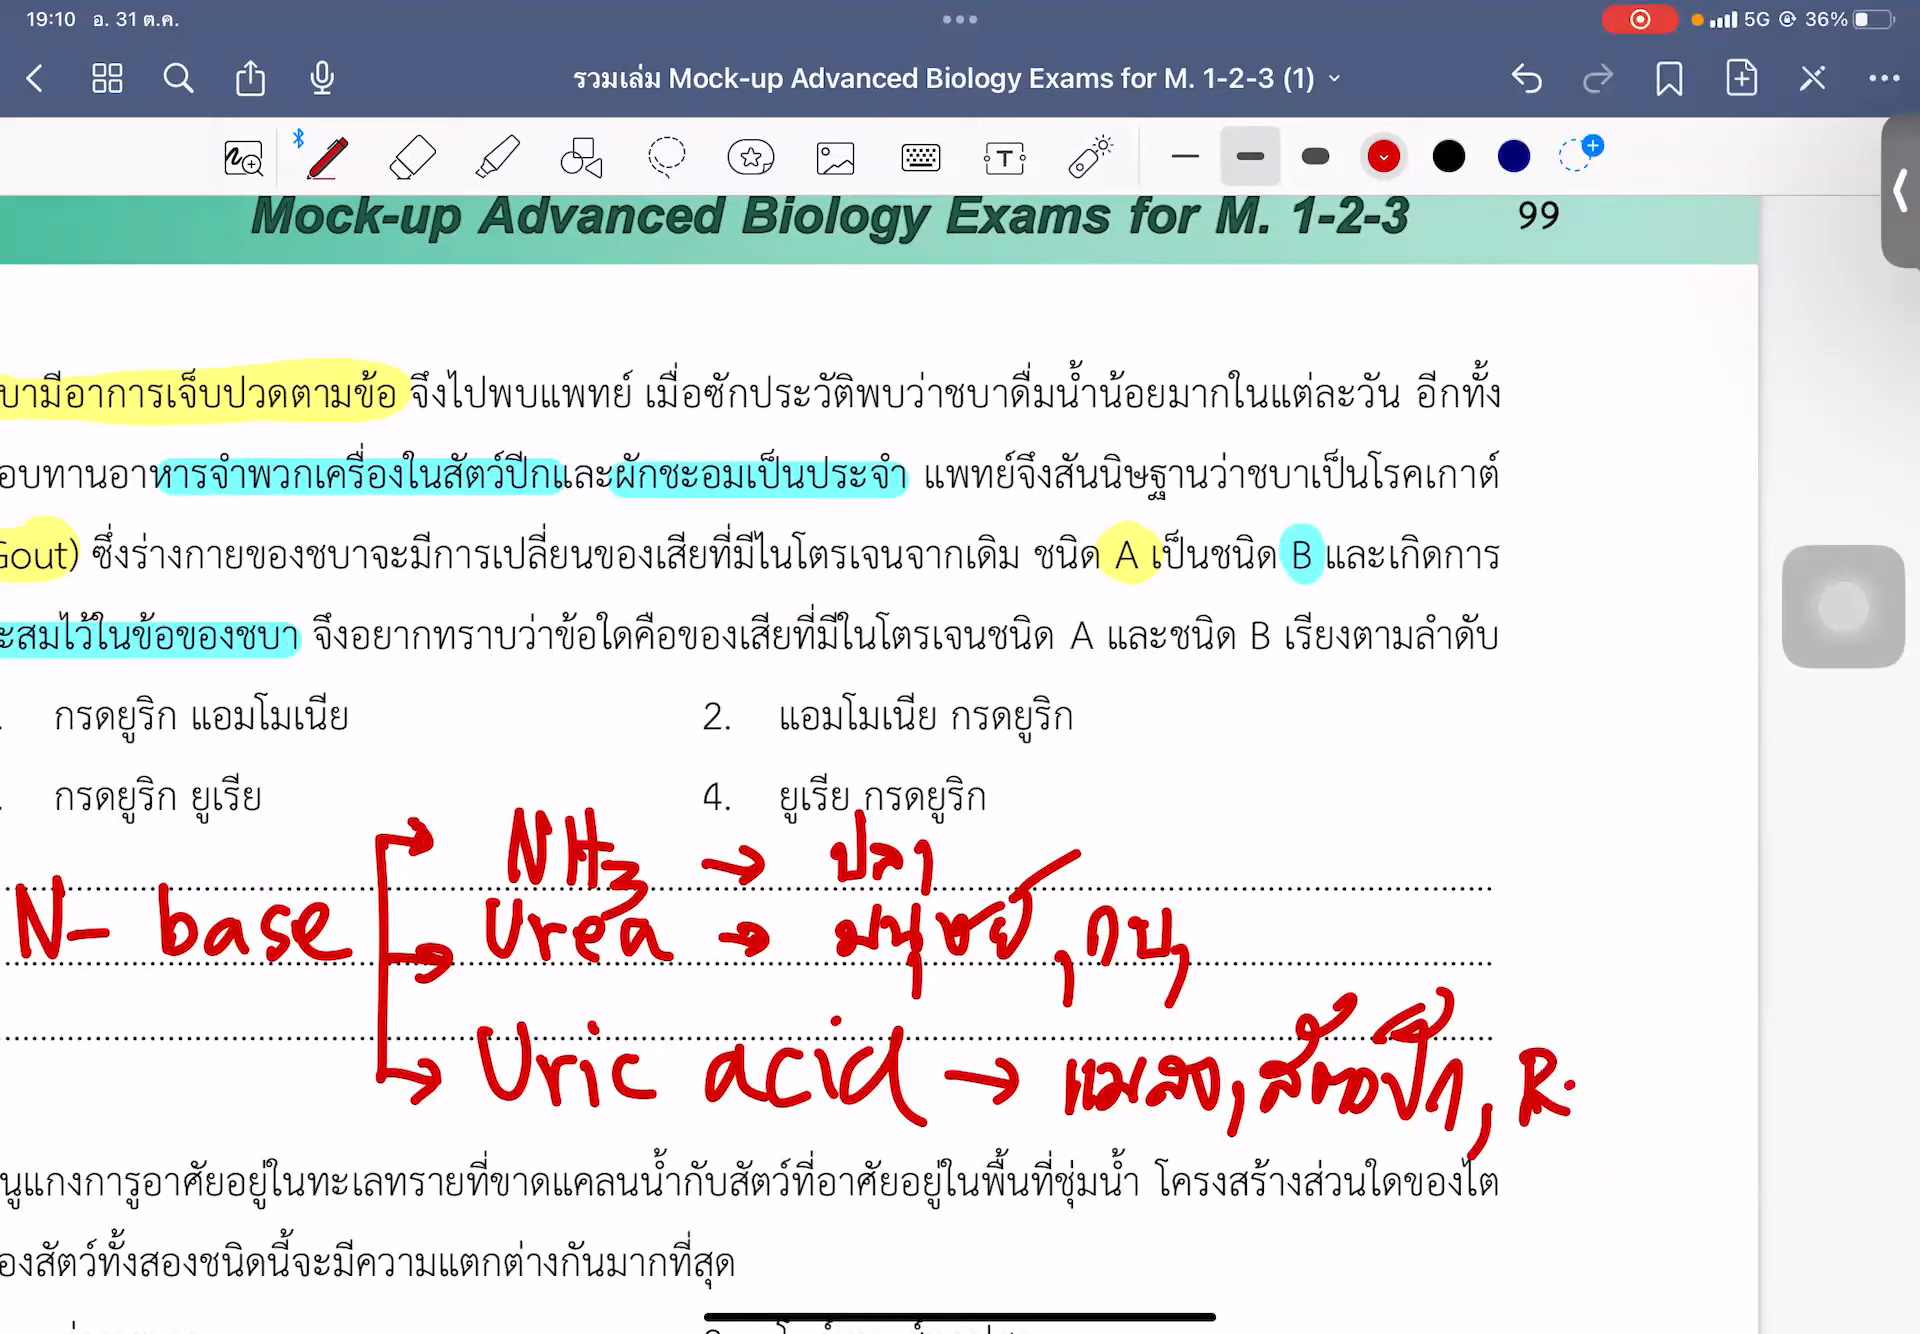 19:10 อ. 31 ต.ค.
5G 36%
รวมเล่ม Mock-up Advanced Biology Exams for M. 1-2-3 (1)
Mock-up Advanced Biology Exams for M. 1-2-3 99
บามีอาการเจ็บปวดตามข้อ จึงไปพบแพทย์ เมื่อซักประวัติพบว่าชบาดื่มน้ำน้อยมากในแต่ละวัน อีกทั้ง
อบทานอาหารจำพวกเครื่องในสัตว์ปีกและผักชะอมเป็นประจำ แพทย์จึงสันนิษฐานว่าชบาเป็นโรคเกาต์
Gout) ซึ่งร่างกายของชบาจะมีการเปลี่ยนของเสียที่มีไนโตรเจนจากเดิม ชนิด A เป็นชนิด B และเกิดการ
ะสมไว้ในข้อของชบา จึงอยากทราบว่าข้อใดคือของเสียที่มีในโตรเจนชนิด A และชนิด B เรียงตามลำดับ
. กรดยูริก แอมโมเนีย 2. แอมโมเนีย กรดยูริก
. กรดยูริก ยูเรีย 4. ยูเรีย กรดยูริก
NH3 → ปลา
N- base Urea → มนุษย์, กบ,
Uric acid → แมลง, สัตว์ปีก, R.
นูแกงการูอาศัยอยู่ในทะเลทรายที่ขาดแคลนน้ำกับสัตว์ที่อาศัยอยู่ในพื้นที่ชุ่มน้ำ โครงสร้างส่วนใดของไต
องสัตว์ทั้งสองชนิดนี้จะมีความแตกต่างกันมากที่สุด